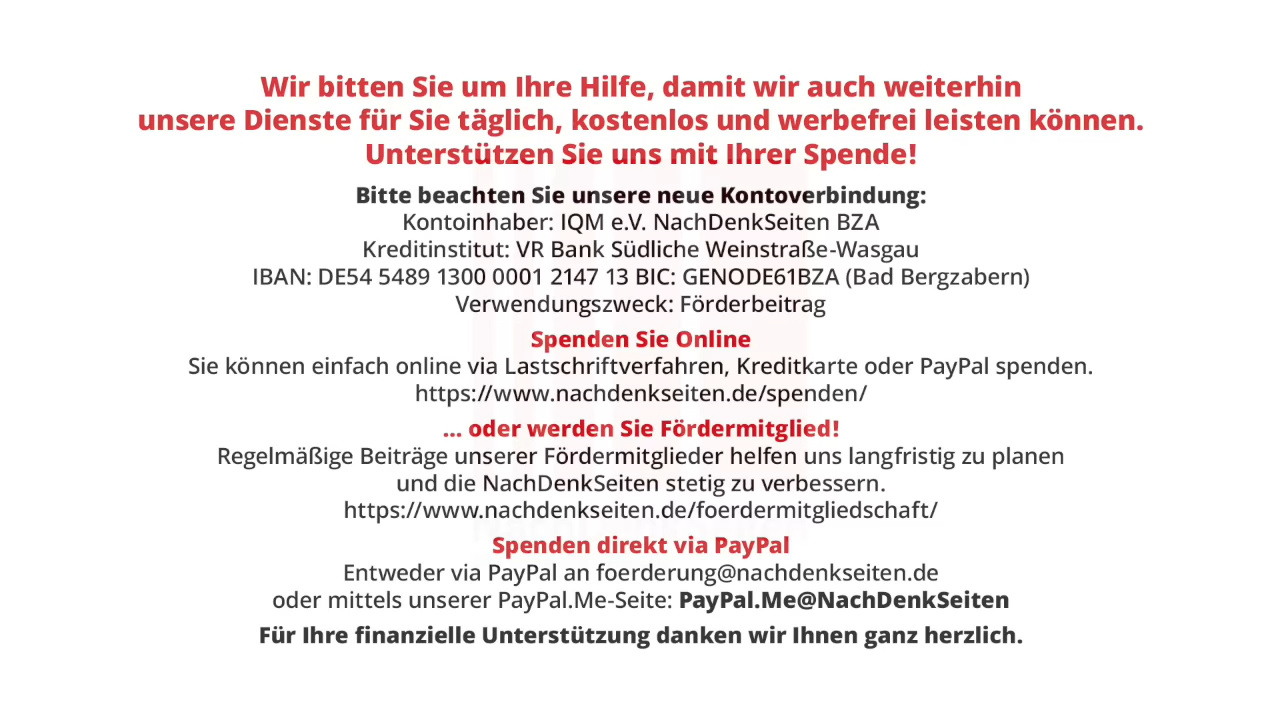 Wir bitten Sie um Ihre Hilfe, damit wir auch weiterhin
unsere Dienste für Sie täglich, kostenlos und werbefrei leisten können.
Unterstützen Sie uns mit Ihrer Spende!
Bitte beachten Sie unsere neue Kontoverbindung:
Kontoinhaber: IQM e.V. NachDenkSeiten BZA
Kreditinstitut: VR Bank Südliche Weinstraße-Wasgau
IBAN: DE54 5489 1300 0001 2147 13 BIC: GENODE61BZA (Bad Bergzabern)
Verwendungszweck: Förderbeitrag
Spenden Sie Online
Sie können einfach online via Lastschriftverfahren, Kreditkarte oder PayPal spenden.
https://www.nachdenkseiten.de/spenden/
... oder werden Sie Fördermitglied!
Regelmäßige Beiträge unserer Fördermitglieder helfen uns langfristig zu planen
und die NachDenkSeiten stetig zu verbessern.
https://www.nachdenkseiten.de/foerdermitgliedschaft/
Spenden direkt via PayPal
Entweder via PayPal an foerderung@nachdenkseiten.de
oder mittels unserer PayPal.Me-Seite: PayPal.Me@NachDenkSeiten
Für Ihre finanzielle Unterstützung danken wir Ihnen ganz herzlich.